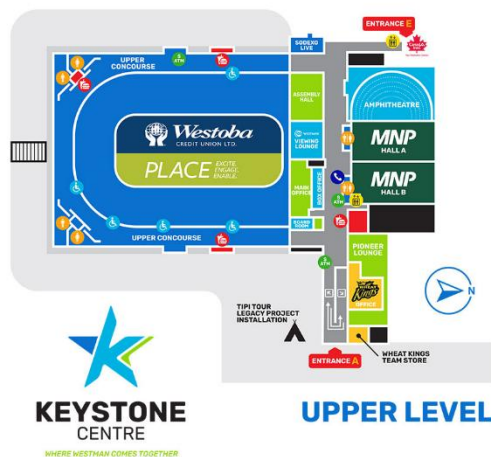 ENTRANCE E
SODEXO
LIVE
UPPER
CONCOURSE
$
ATM
ASSEMBLY
HALL
AMPHITHEATRE
Westoba
CREDIT UNION LTD.
PLACE
EXCITE.
ENGAGE.
ENABLE.
VIEWING
LOUNGE
MNP
HALL A
MAIN
OFFICE
BOX OFFICE
MNP
HALL B
$
ATM
BOARD
ROOM
UPPER CONCOURSE
PIONEER
LOUNGE
$
ATM
Wheat
Kings
OFFICE
N
TIPI TOUR
LEGACY PROJECT
INSTALLATION
ENTRANCE A
WHEAT KINGS
TEAM STORE
KEYSTONE
CENTRE
WHERE WESTMAN COMES TOGETHER
UPPER LEVEL